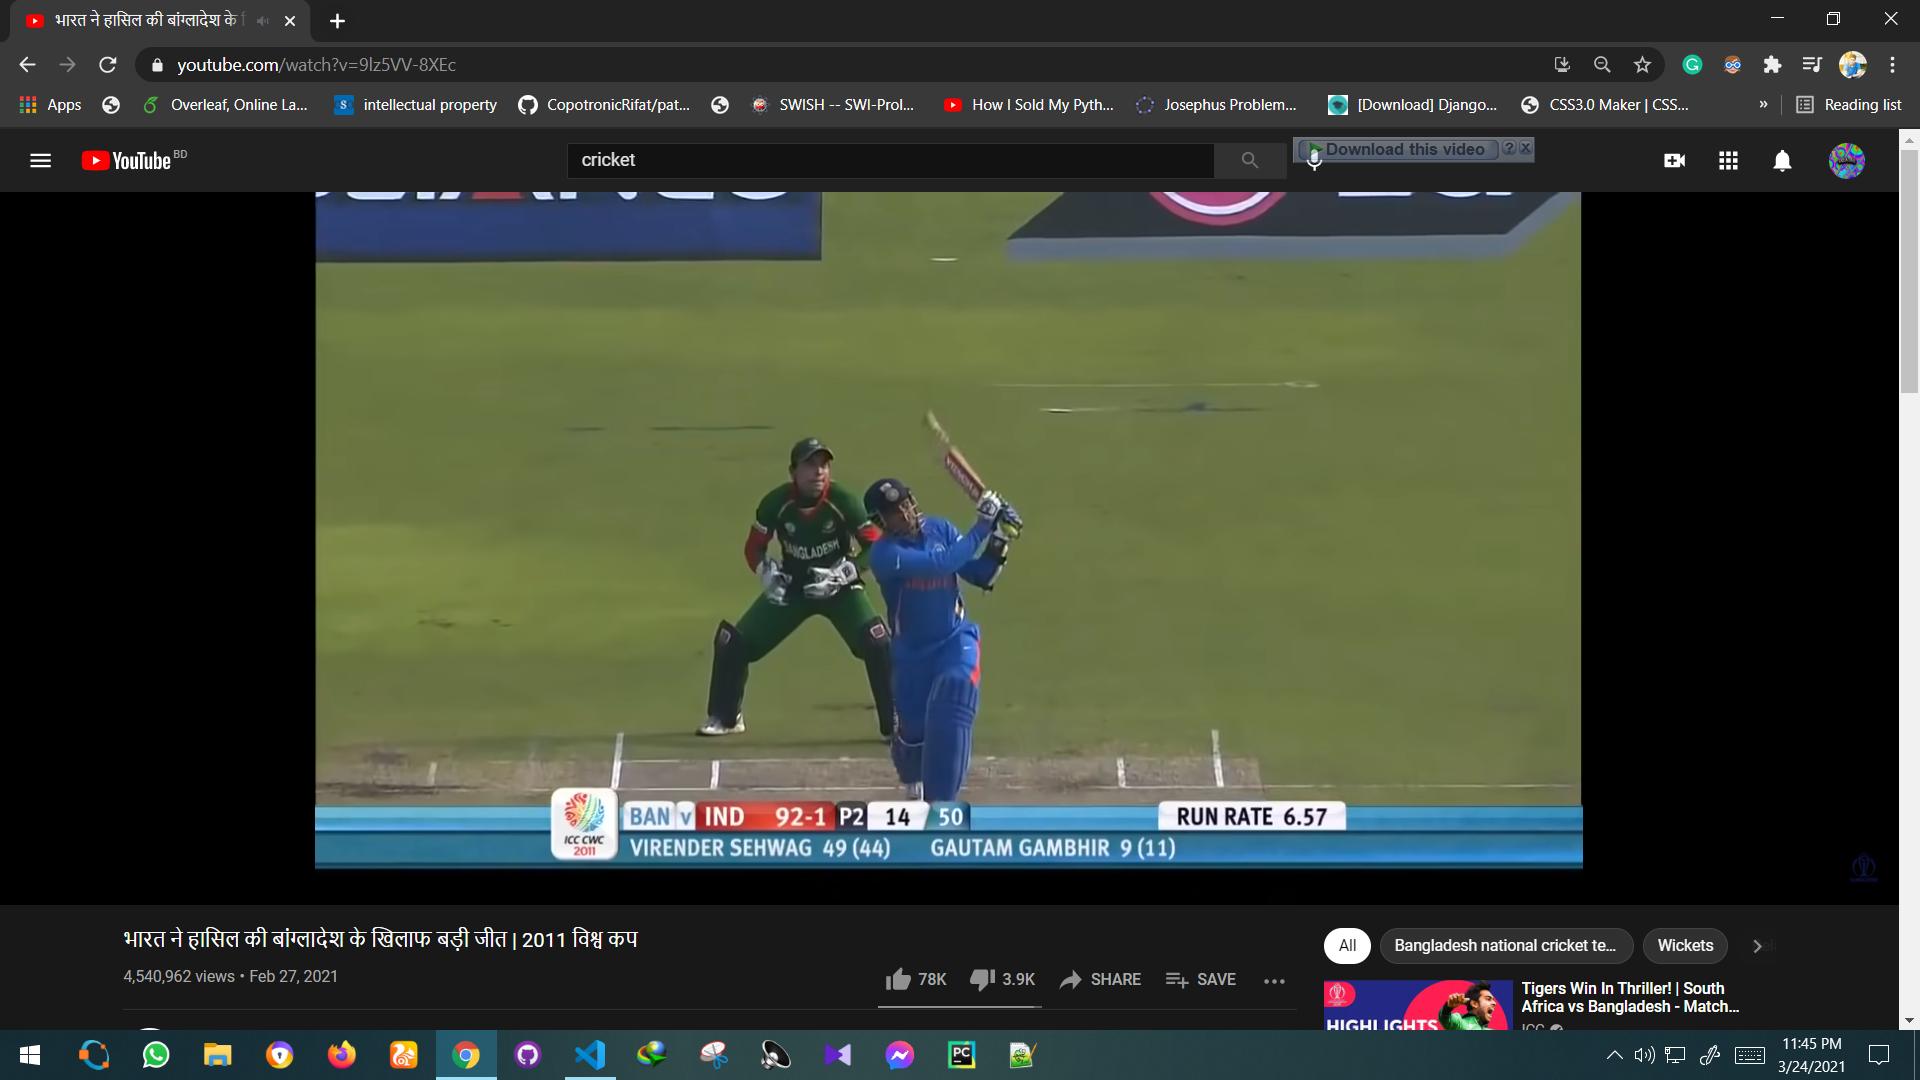 भारत ने हासिल की बांग्लादेश के
youtube.com/watch?v=9lz5VV-8XEc
Apps
Overleaf, Online La...
intellectual property
CopotronicRifat/pat...
SWISH -- SWI-Prol...
How I Sold My Pyth...
Josephus Problem...
[Download] Django...
CSS3.0 Maker | CSS...
» Reading list
YouTube BD
cricket
Download this video
BANGLADESH
ICC CWC 2011
BAN v IND 92-1 P2 14 50
RUN RATE 6.57
VIRENDER SEHWAG 49 (44) GAUTAM GAMBHIR 9 (11)
भारत ने हासिल की बांग्लादेश के खिलाफ बड़ी जीत | 2011 विश्व कप
4,540,962 views • Feb 27, 2021
78K 3.9K SHARE SAVE
All
Bangladesh national cricket te...
Wickets
HIGHLIGHTS
Tigers Win In Thriller! | South
Africa vs Bangladesh - Match...
ICC
PC
11:45 PM
3/24/2021